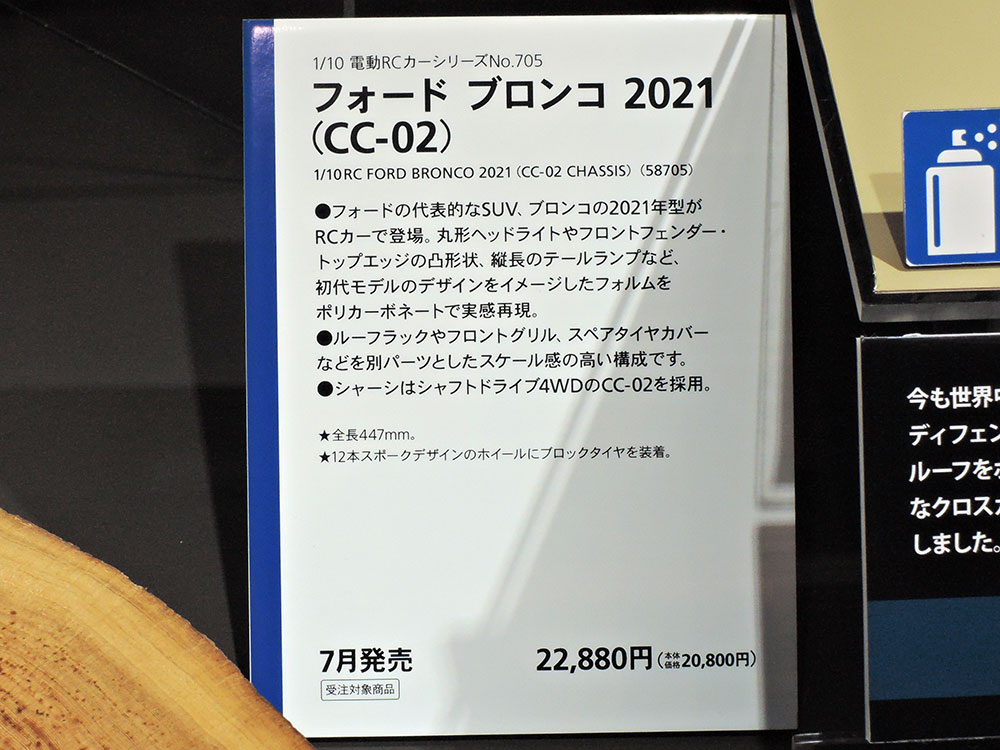 1/10 電動RCカーシリーズNo.705
フォード ブロンコ 2021
(CC-02)
1/10 RC FORD BRONCO 2021 (CC-02 CHASSIS) (58705)
●フォードの代表的なSUV、ブロンコの2021年型が
RCカーで登場。丸形ヘッドライトやフロントフェンダー・
トップエッジの凸形状、縦長のテールランプなど、
初代モデルのデザインをイメージしたフォルムを
ポリカーボネートで実感再現。
●ルーフラックやフロントグリル、スペアタイヤカバー
などを別パーツとしたスケール感の高い構成です。
●シャーシはシャフトドライブ4WDのCC-02を採用。
★全長447mm。
★12本スポークデザインのホイールにブロックタイヤを装着。
7月発売
22,880円(本体価格20,800円)
受注対象商品
今も世界
ディフェン
ルーフを
なクロスカ
しました。